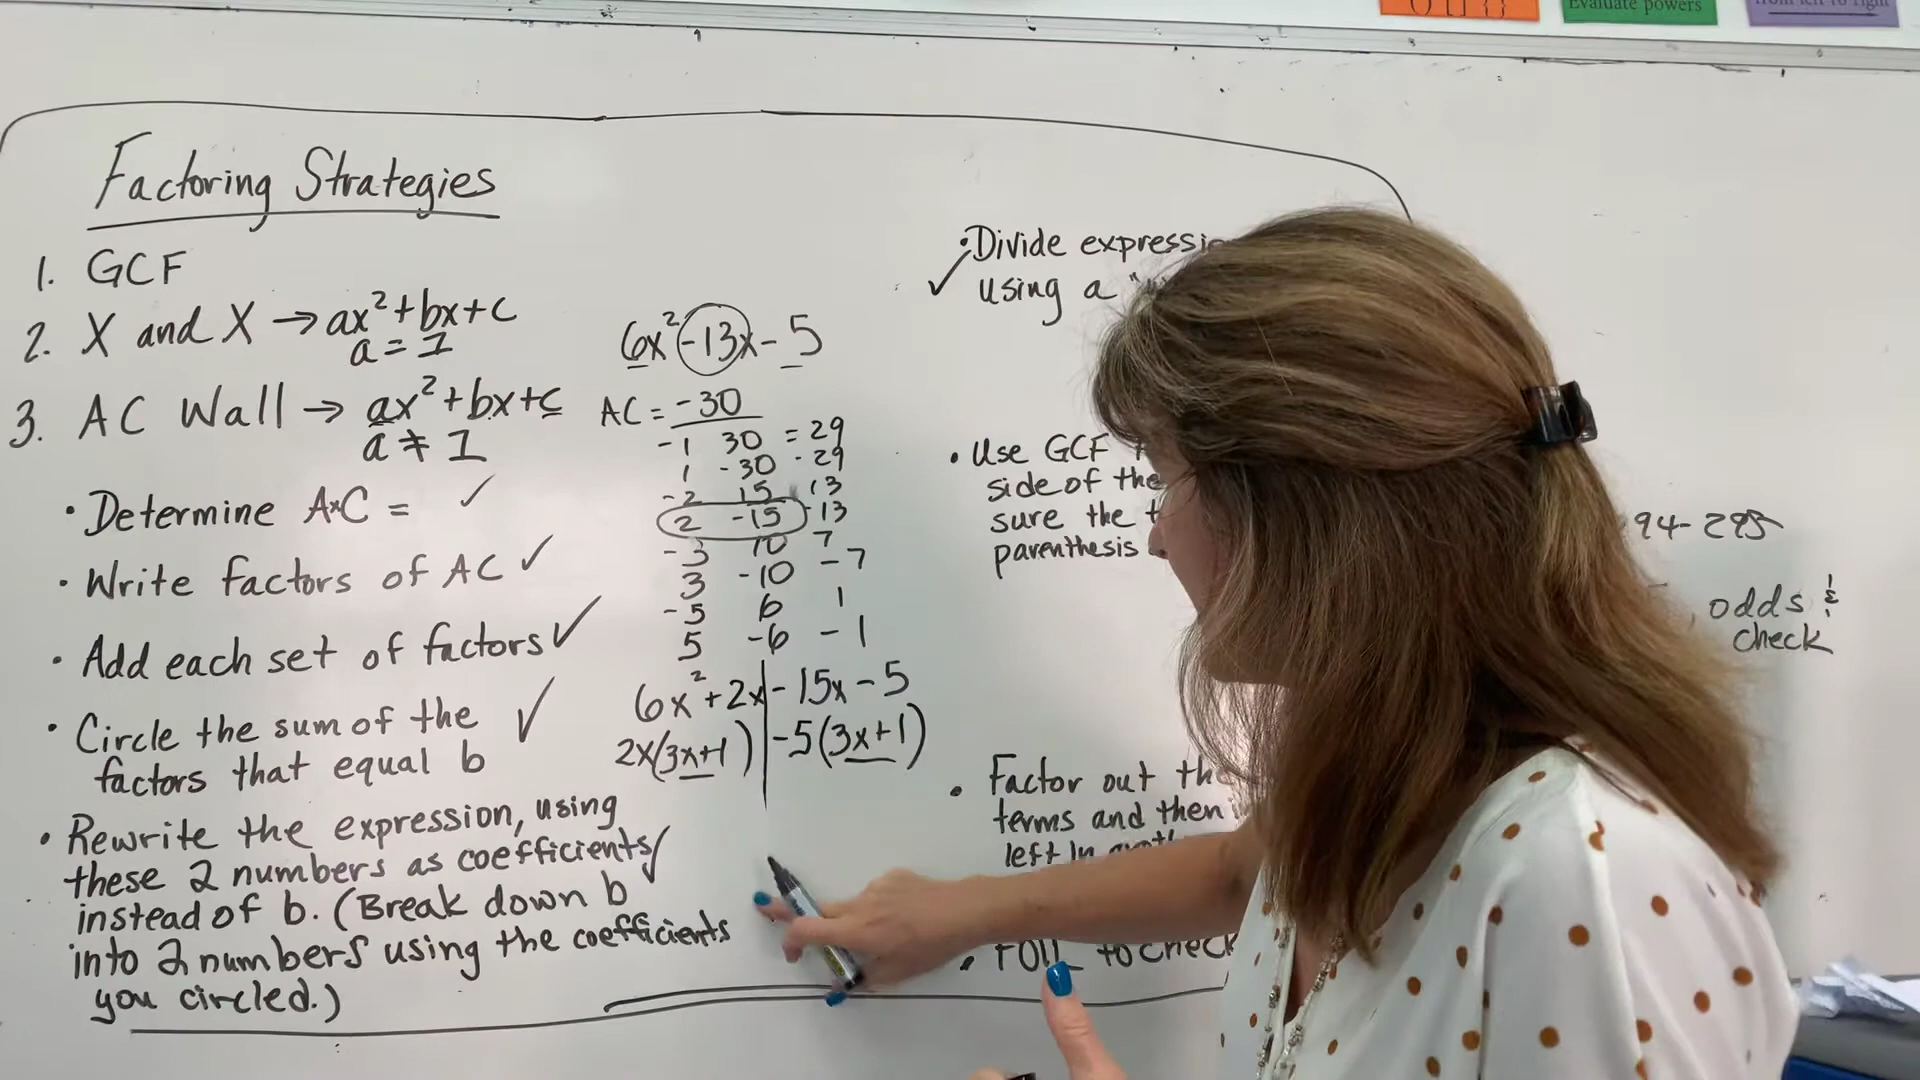 () [] { }
Evaluate powers
from left to right
Factoring Strategies
1. GCF
2. X and X → ax²+bx+c
a = 1
3. AC Wall → ax²+bx+c
a ≠ 1
• Determine A×C = ✓
• Write factors of AC ✓
• Add each set of factors ✓
• Circle the sum of the ✓
factors that equal b
• Rewrite the expression, using
these 2 numbers as coefficients ✓
instead of b. (Break down b
into 2 numbers using the coefficients
you circled.)
6x²-13x-5
AC = -30
-1 30 = 29
1 -30 -29
-2 15 13
2 -15 -13
-3 10 7
3 -10 -7
-5 6 1
5 -6 -1
6x²+2x|-15x-5
2x(3x+1)|-5(3x+1)
• Divide
✓ using a
• Use GCF
side of the
sure the
parenthesis
• Factor out
terms and then
left in
• FOIL to check
94-295
odds &
check